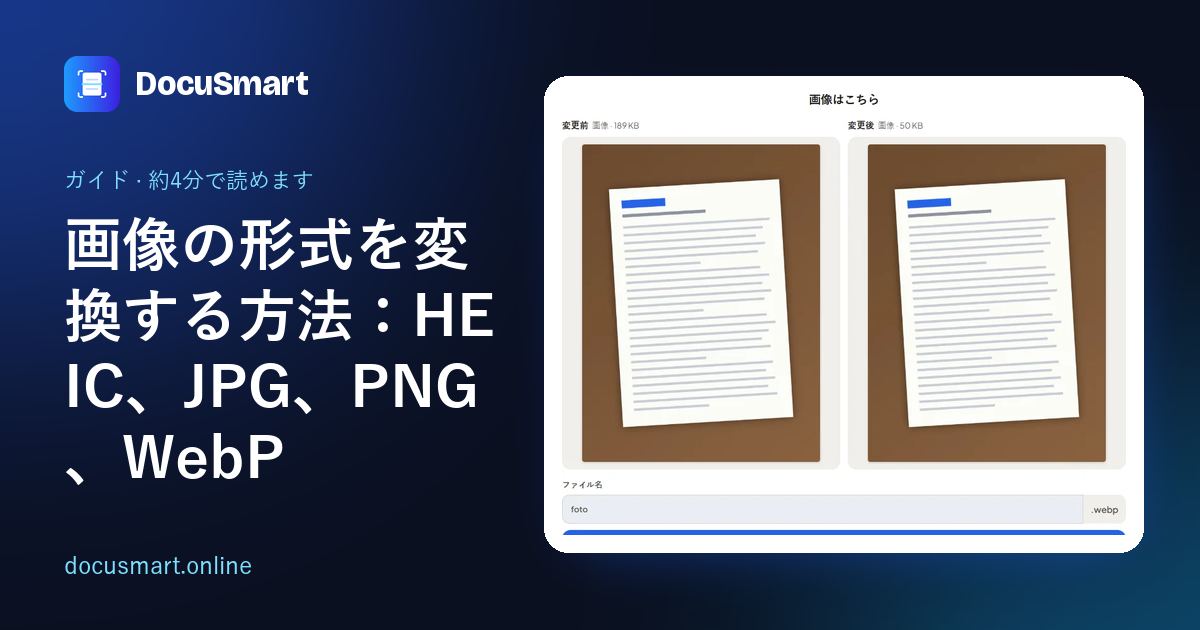 DocuSmart
ガイド · 約4分で読めます
画像の形式を変
換する方法：HE
IC、JPG、PNG
、WebP
docusmart.online
画像はこちら
変更前 画像 · 189 KB
変更後 画像 · 50 KB
ファイル名
foto
.webp